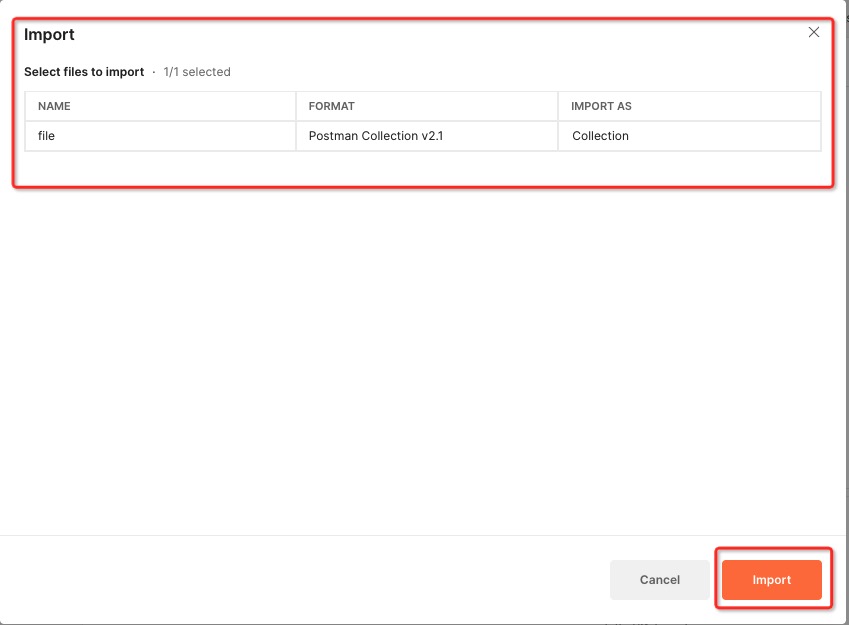 Import
Select files to import · 1/1 selected
NAME FORMAT IMPORT AS
file Postman Collection v2.1 Collection
Cancel Import